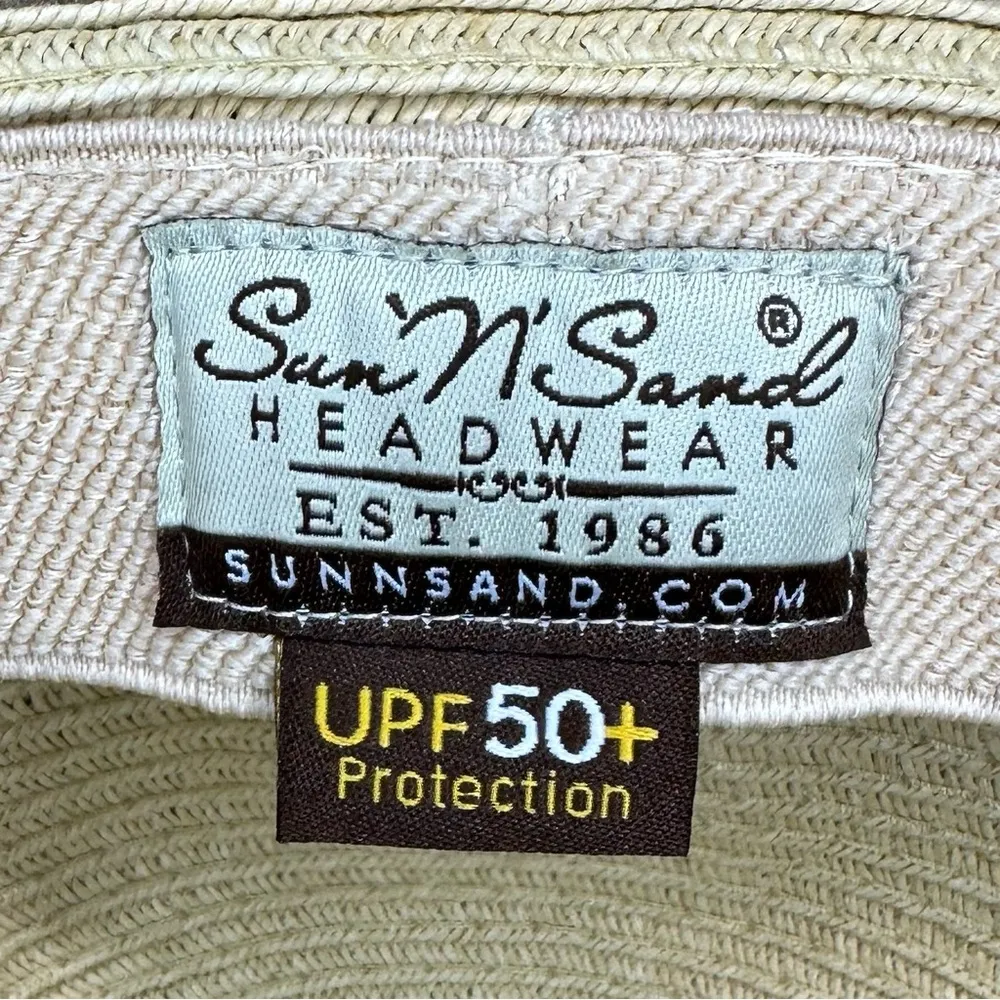 Sun 'N' Sand®
HEADWEAR
EST. 1986
SUNNSAND.COM
UPF 50+
Protection